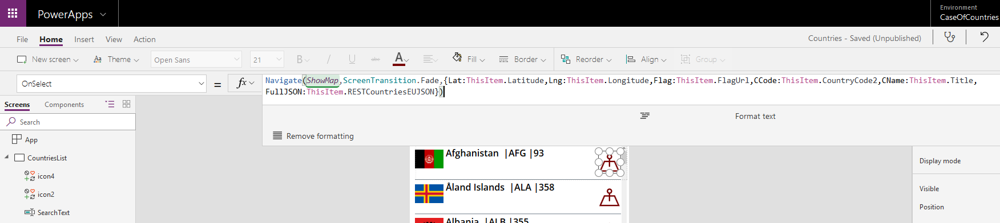 PowerApps
Environment
CaseOfCountries
File Home Insert View Action
Countries - Saved (Unpublished)
New screen Theme Open Sans 21 B / U abc A Fill Border Reorder Align Group
OnSelect = fx Navigate(ShowMap,ScreenTransition.Fade,{Lat:ThisItem.Latitude,Lng:ThisItem.Longitude,Flag:ThisItem.FlagUrl,CCode:ThisItem.CountryCode2,CName:ThisItem.Title,
FullJSON:ThisItem.RESTCountriesEUJSON})
Screens Components
Format text
Search
Remove formatting
App
CountriesList
icon4
icon2
SearchText
Afghanistan |AFG |93
Åland Islands |ALA |358
Albania |ALB |355
Display mode
Visible
Position